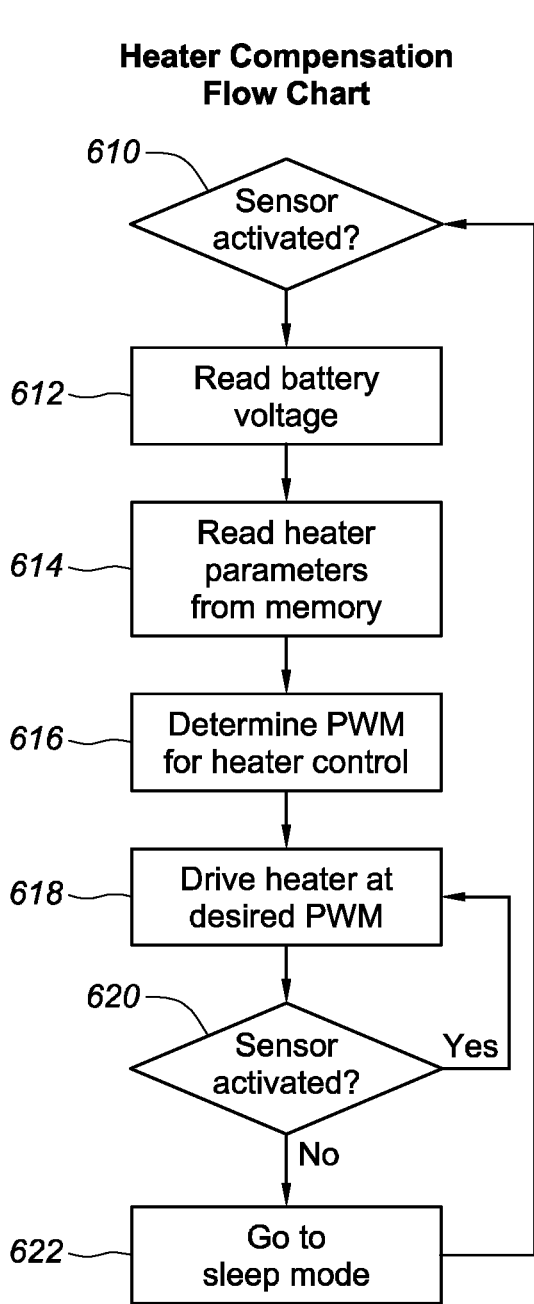 Heater Compensation
Flow Chart
610
Sensor
activated?
612
Read battery
voltage
614
Read heater
parameters
from memory
616
Determine PWM
for heater control
618
Drive heater at
desired PWM
620
Sensor
activated?
Yes
No
622
Go to
sleep mode